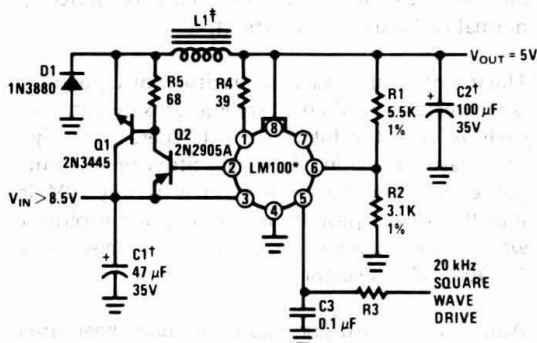 L1‡
VOUT = 5V
D1
1N3880
R5
68
R4
39
R1
5.5K
1%
C2†
100 µF
35V
Q1
2N3445
Q2
2N2905A
1
8
7
2
LM100*
6
3
4
5
VIN > 8.5V
R2
3.1K
1%
C1†
47 µF
35V
20 kHz
SQUARE
WAVE
DRIVE
R3
C3
0.1 µF